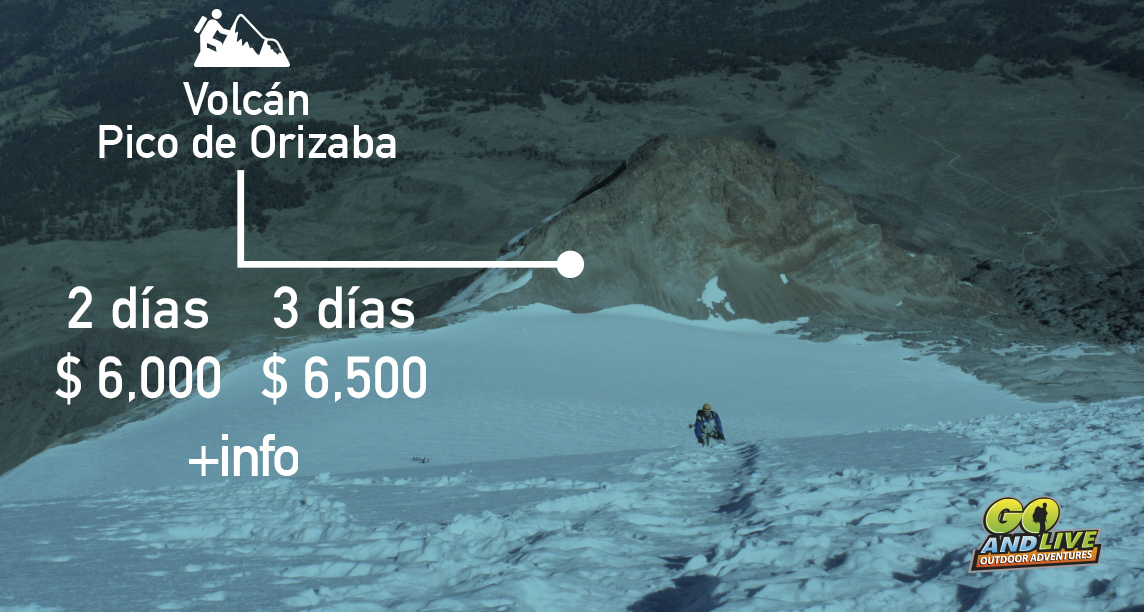 Volcán
Pico de Orizaba
2 días 3 días
$ 6,000 $ 6,500
+info
GO
AND LIVE
OUTDOOR ADVENTURES